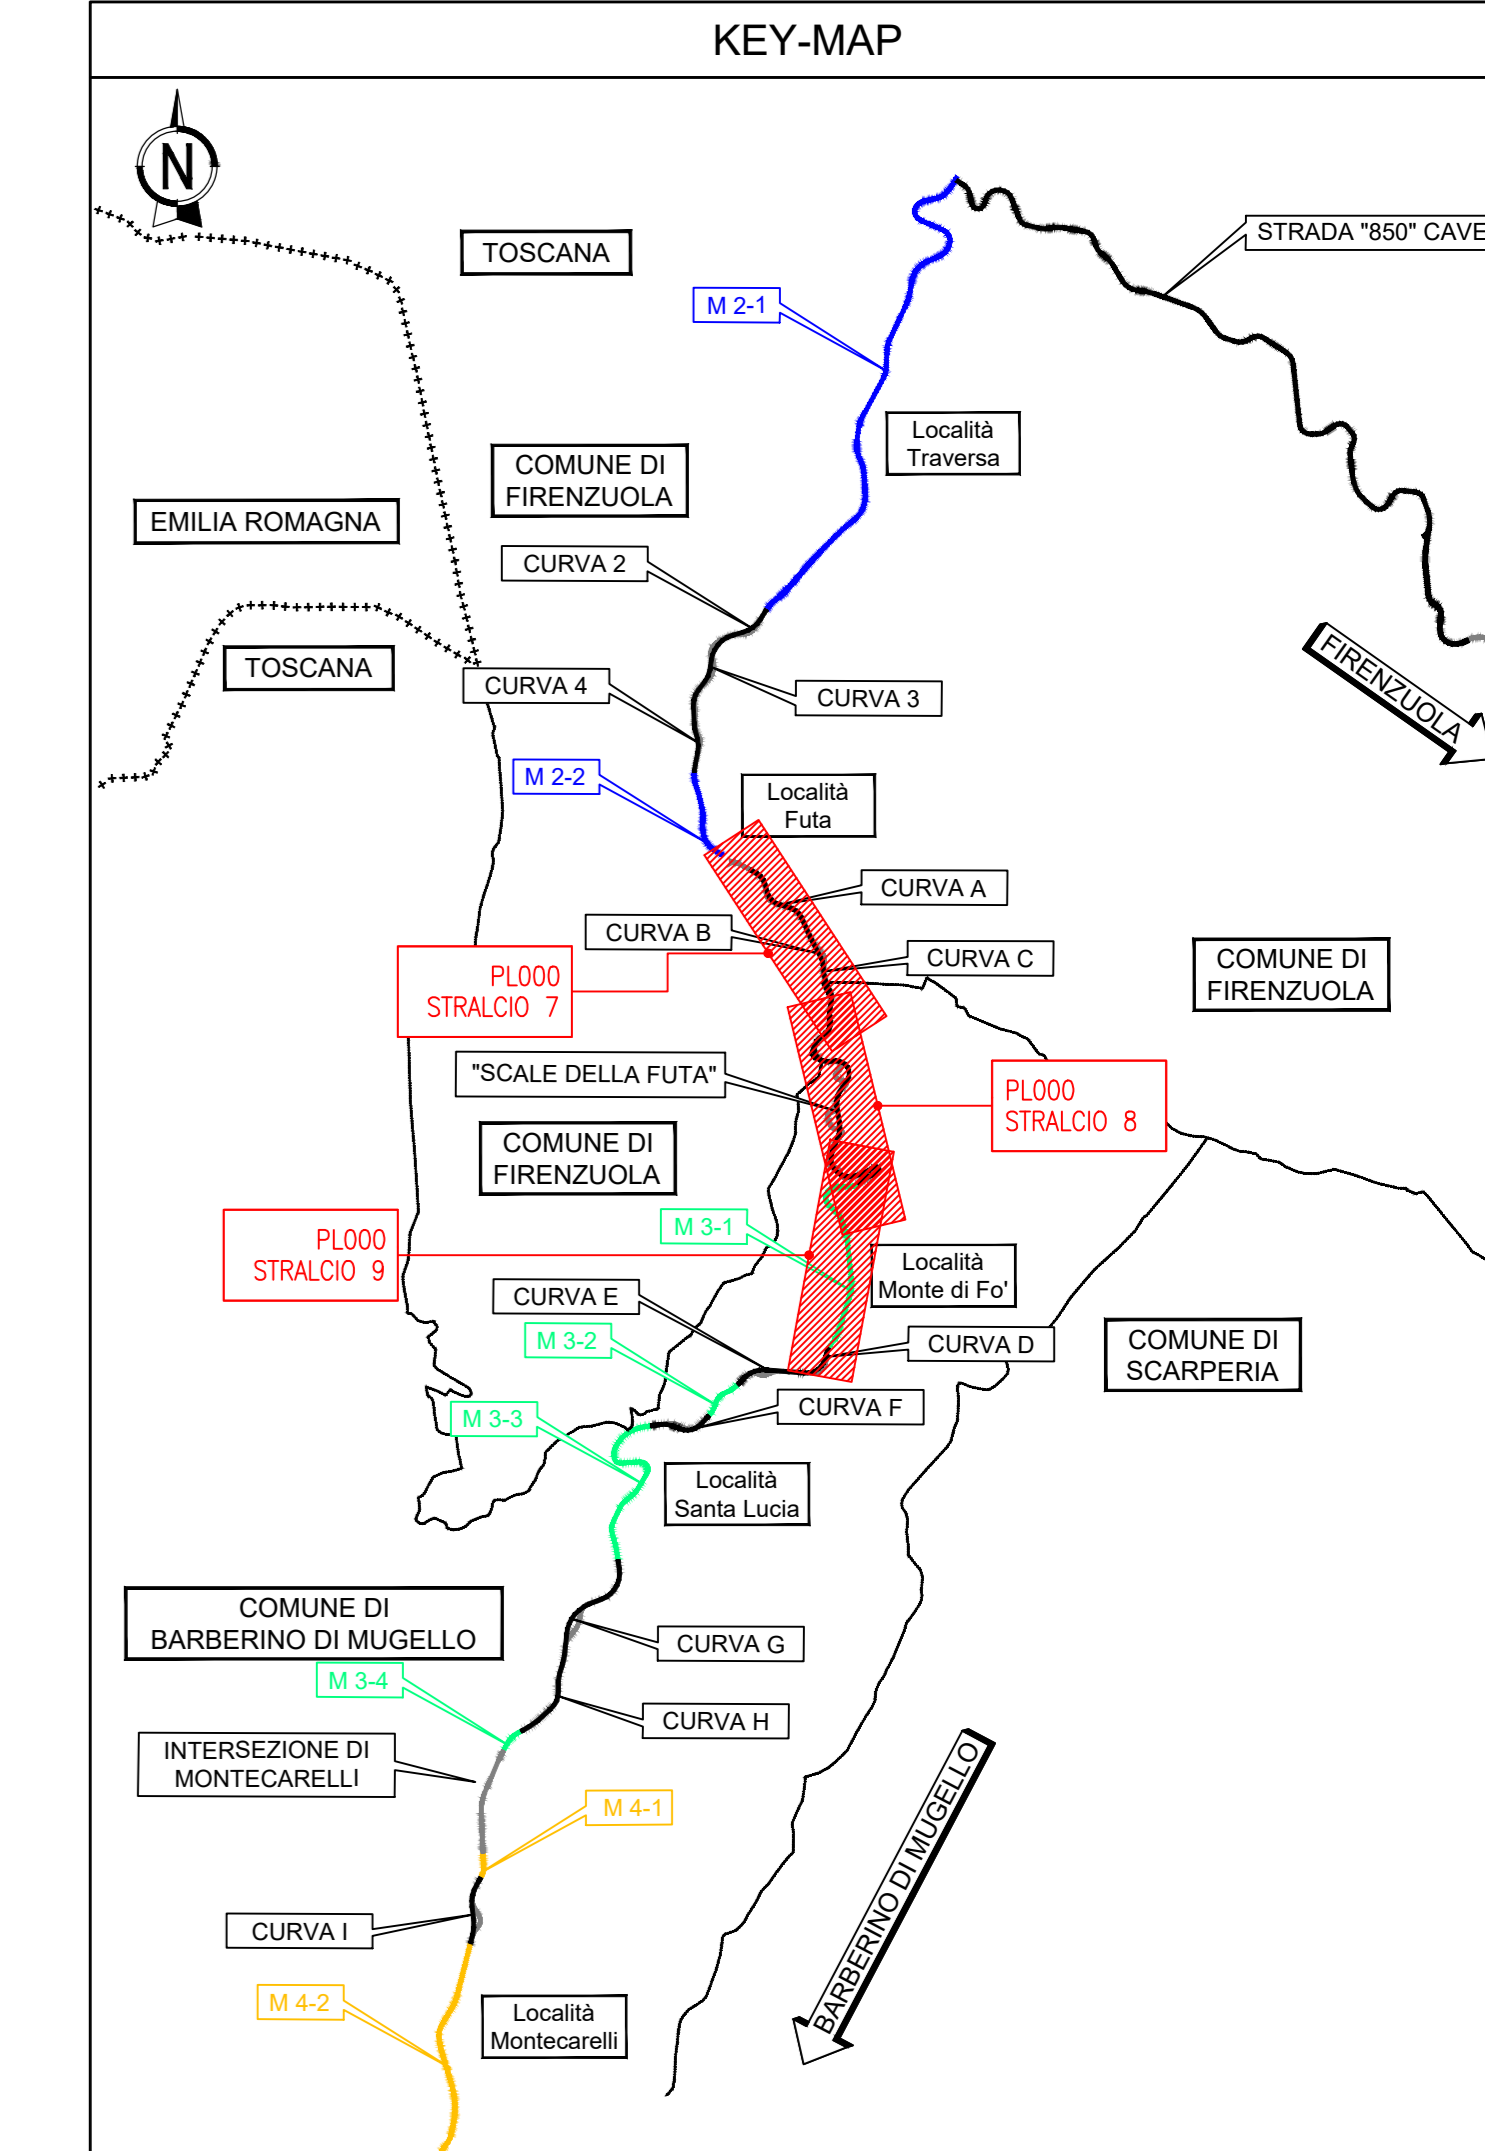 KEY-MAP
N
TOSCANA
STRADA "850" CAVE
M 2-1
Località
Traversa
COMUNE DI
FIRENZUOLA
EMILIA ROMAGNA
CURVA 2
TOSCANA
FIRENZUOLA
CURVA 4
CURVA 3
M 2-2
Località
Futa
CURVA A
CURVA B
CURVA C
COMUNE DI
FIRENZUOLA
PL000
STRALCIO 7
"SCALE DELLA FUTA"
PL000
STRALCIO 8
COMUNE DI
FIRENZUOLA
M 3-1
PL000
STRALCIO 9
Località
Monte di Fo'
CURVA E
M 3-2
CURVA D
COMUNE DI
SCARPERIA
CURVA F
M 3-3
Località
Santa Lucia
COMUNE DI
BARBERINO DI MUGELLO
CURVA G
M 3-4
CURVA H
INTERSEZIONE DI
MONTECARELLI
M 4-1
BARBERINO DI MUGELLO
CURVA I
M 4-2
Località
Montecarelli